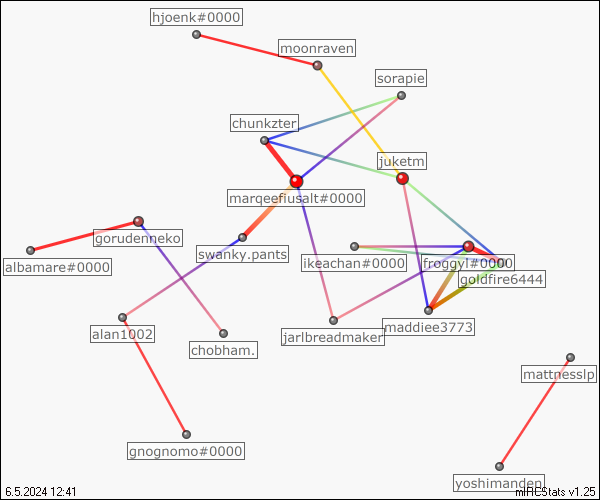 hjoenk#0000
moonraven
sorapie
chunkzter
juketm
marqeefiusalt#0000
gorudenneko
swanky.pants
ikeachan#0000
froggyl#0000
albamare#0000
goldfire6444
alan1002
chobham.
jarlbreadmaker
maddiee3773
mattnesslp
gnognomo#0000
yoshimanden
6.5.2024 12:41
mIRCStats v1.25